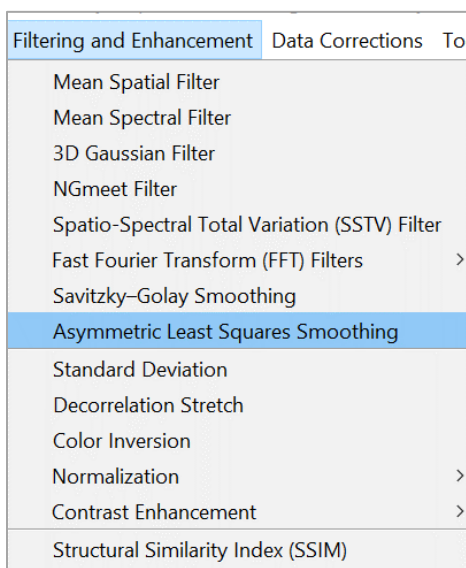 Filtering and Enhancement Data Corrections To
Mean Spatial Filter
Mean Spectral Filter
3D Gaussian Filter
NGmeet Filter
Spatio-Spectral Total Variation (SSTV) Filter
Fast Fourier Transform (FFT) Filters >
Savitzky–Golay Smoothing
Asymmetric Least Squares Smoothing
Standard Deviation
Decorrelation Stretch
Color Inversion
Normalization >
Contrast Enhancement >
Structural Similarity Index (SSIM)